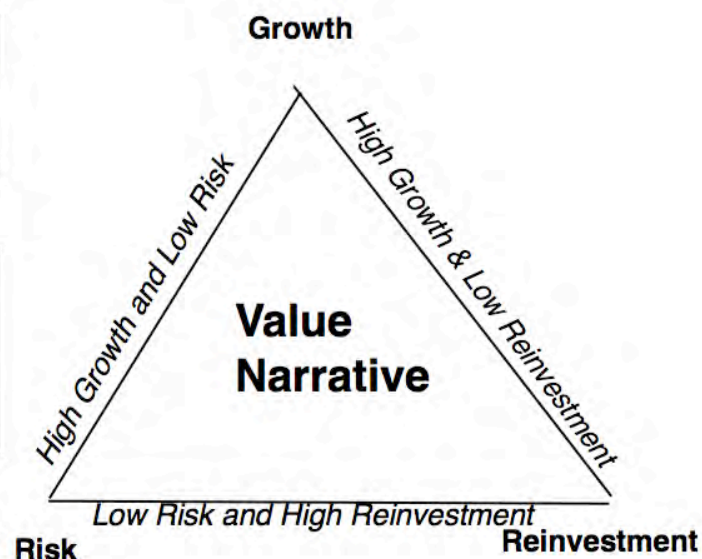 Growth
High Growth and Low Risk
High Growth & Low Reinvestment
Value
Narrative
Low Risk and High Reinvestment
Risk
Reinvestment